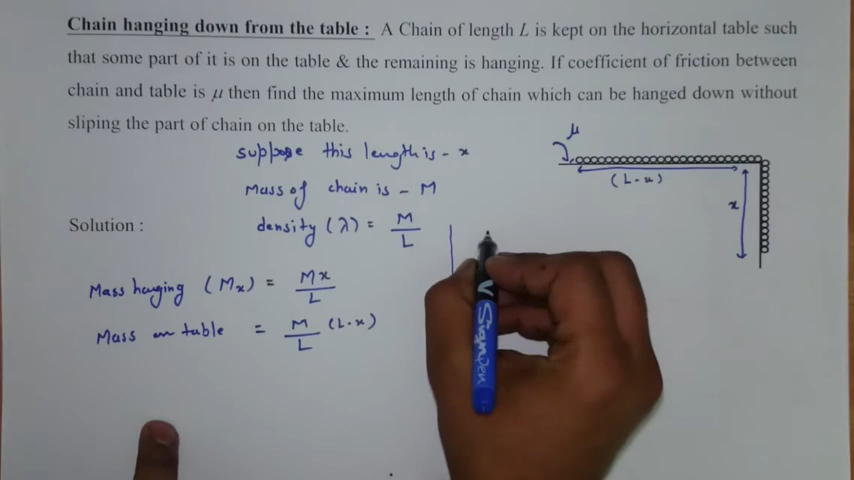 Chain hanging down from the table : A Chain of length L is kept on the horizontal table such
that some part of it is on the table & the remaining is hanging. If coefficient of friction between
chain and table is μ then find the maximum length of chain which can be hanged down without
sliping the part of chain on the table.
suppose this length is - x
μ
(L-x)
x
Mass of chain is - M
Solution :
density (λ) = M/L
Mass hanging (Mx) = Mx/L
Mass on table = M/L (L-x)
Signpen